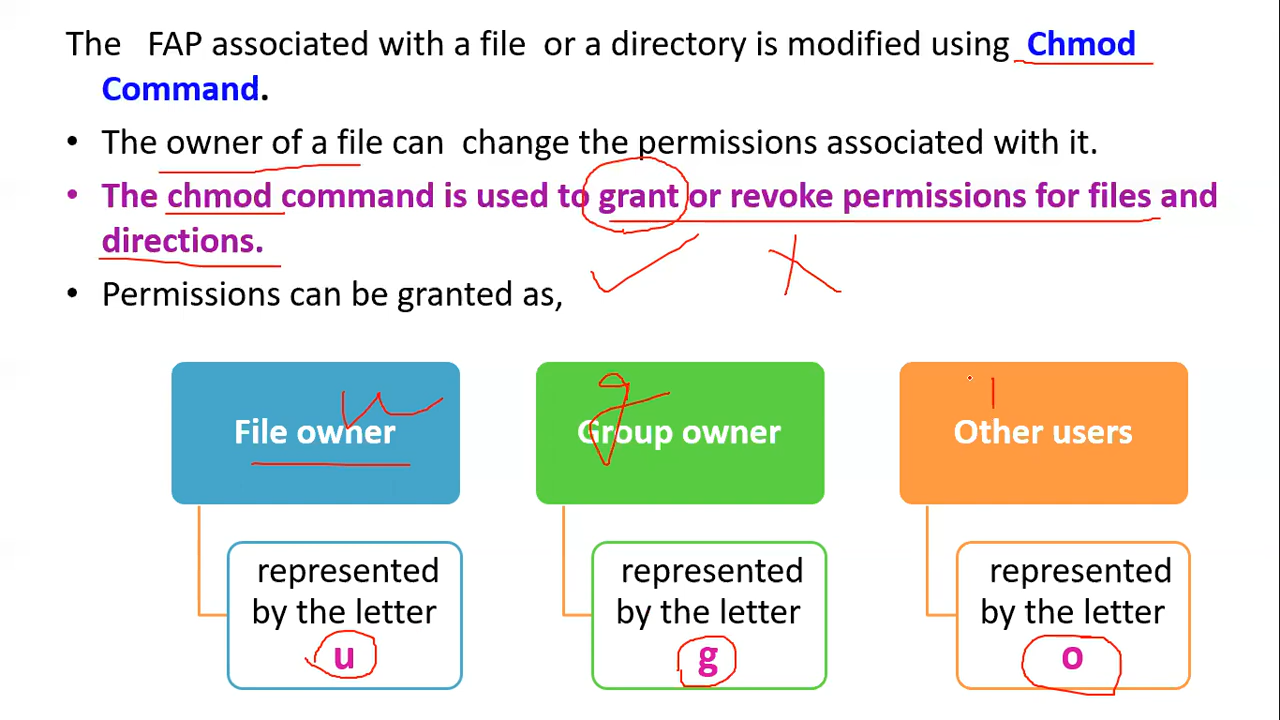 The FAP associated with a file or a directory is modified using Chmod
Command.
• The owner of a file can change the permissions associated with it.
• The chmod command is used to grant or revoke permissions for files and
directions.
• Permissions can be granted as,
u
g
File owner
Group owner
Other users
represented
by the letter
u
represented
by the letter
g
represented
by the letter
o